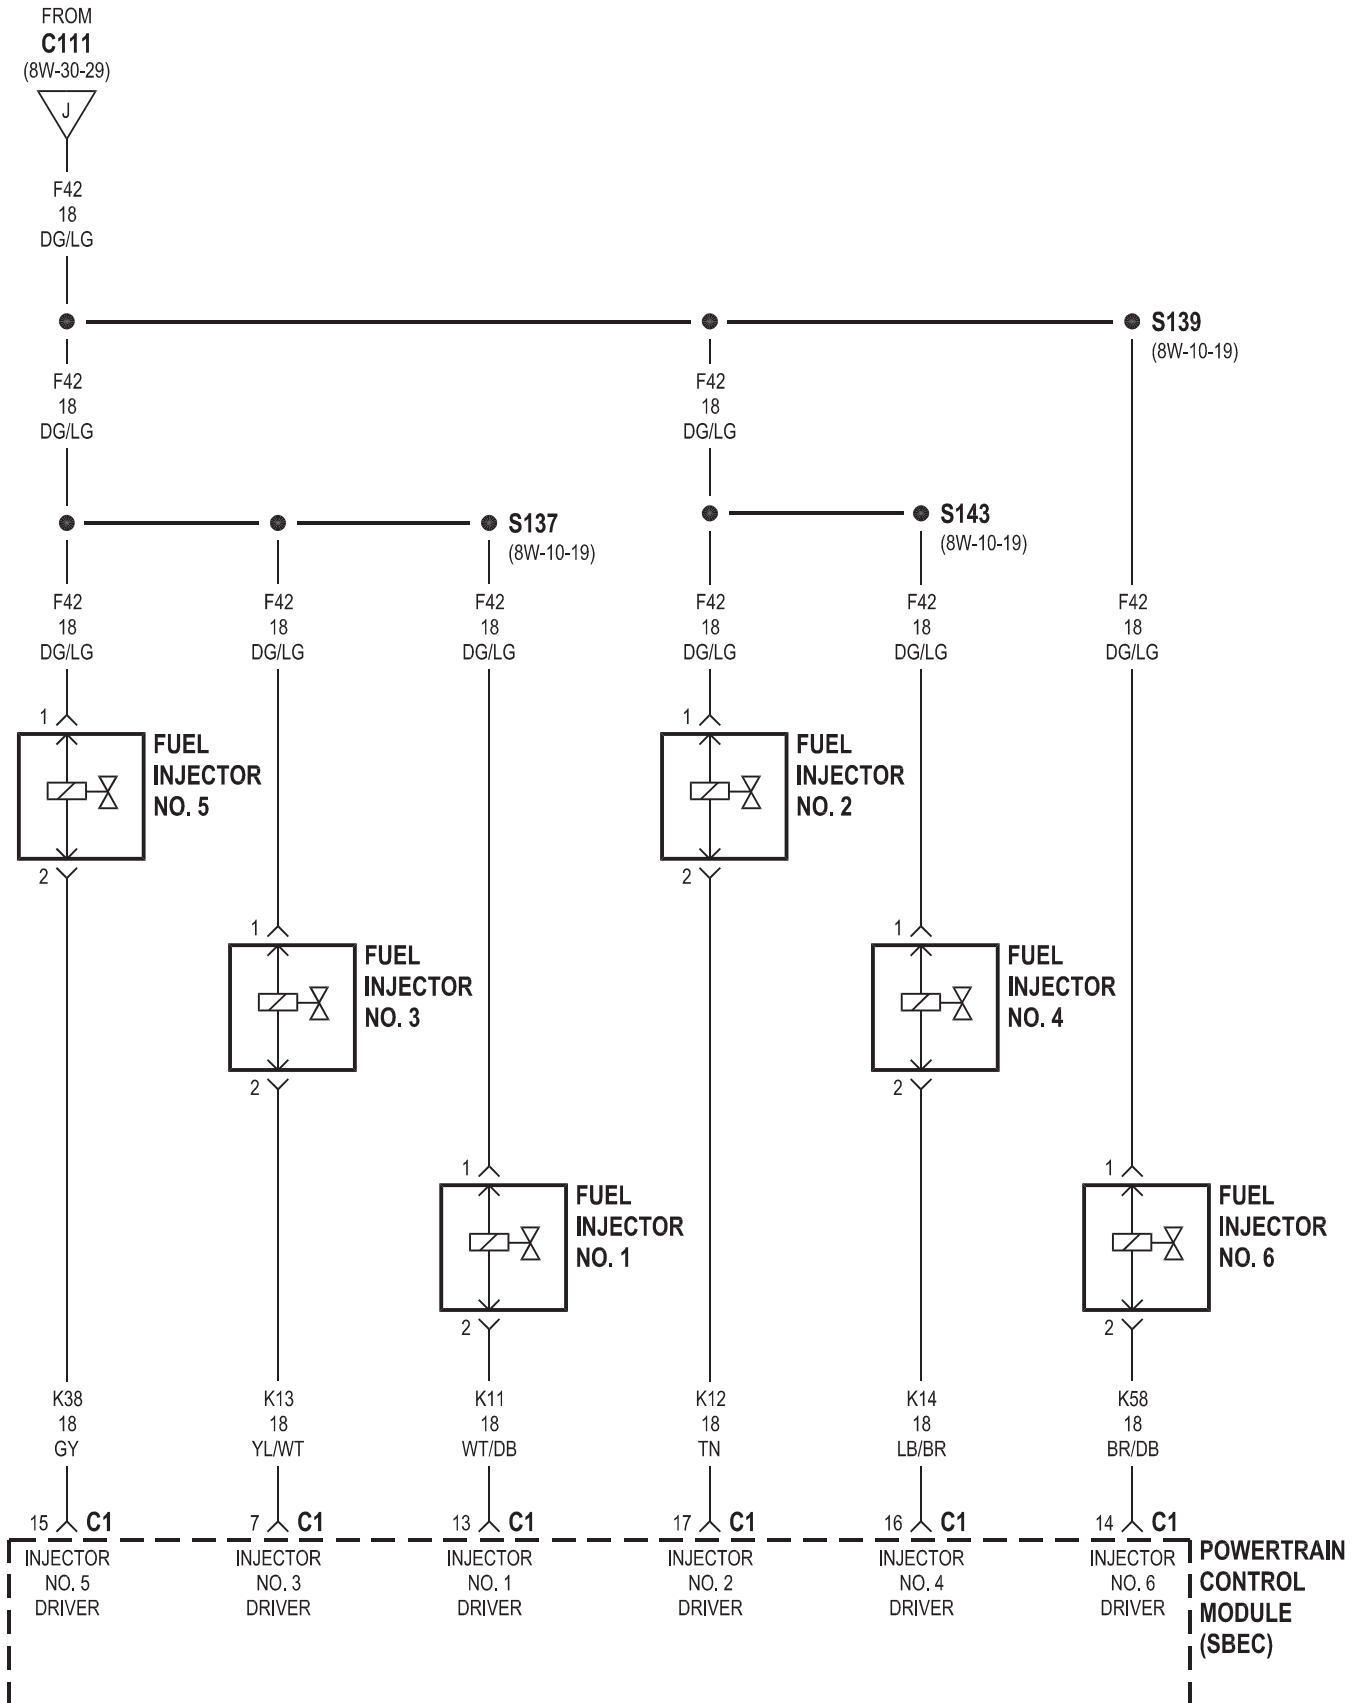 FROM
C111
(8W-30-29)
J
F42
18
DG/LG
S139
(8W-10-19)
F42
18
DG/LG
F42
18
DG/LG
S137
(8W-10-19)
S143
(8W-10-19)
F42
18
DG/LG
F42
18
DG/LG
F42
18
DG/LG
F42
18
DG/LG
F42
18
DG/LG
F42
18
DG/LG
1
FUEL
INJECTOR
NO. 5
2
1
FUEL
INJECTOR
NO. 2
2
1
FUEL
INJECTOR
NO. 3
2
1
FUEL
INJECTOR
NO. 4
2
1
FUEL
INJECTOR
NO. 1
2
1
FUEL
INJECTOR
NO. 6
2
K38
18
GY
K13
18
YL/WT
K11
18
WT/DB
K12
18
TN
K14
18
LB/BR
K58
18
BR/DB
15 C1
7 C1
13 C1
17 C1
16 C1
14 C1
INJECTOR
NO. 5
DRIVER
INJECTOR
NO. 3
DRIVER
INJECTOR
NO. 1
DRIVER
INJECTOR
NO. 2
DRIVER
INJECTOR
NO. 4
DRIVER
INJECTOR
NO. 6
DRIVER
POWERTRAIN
CONTROL
MODULE
(SBEC)